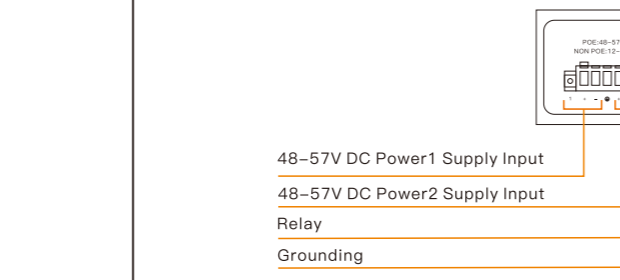 POE:48–57
NON POE:12–
48–57V DC Power1 Supply Input
48–57V DC Power2 Supply Input
Relay
Grounding